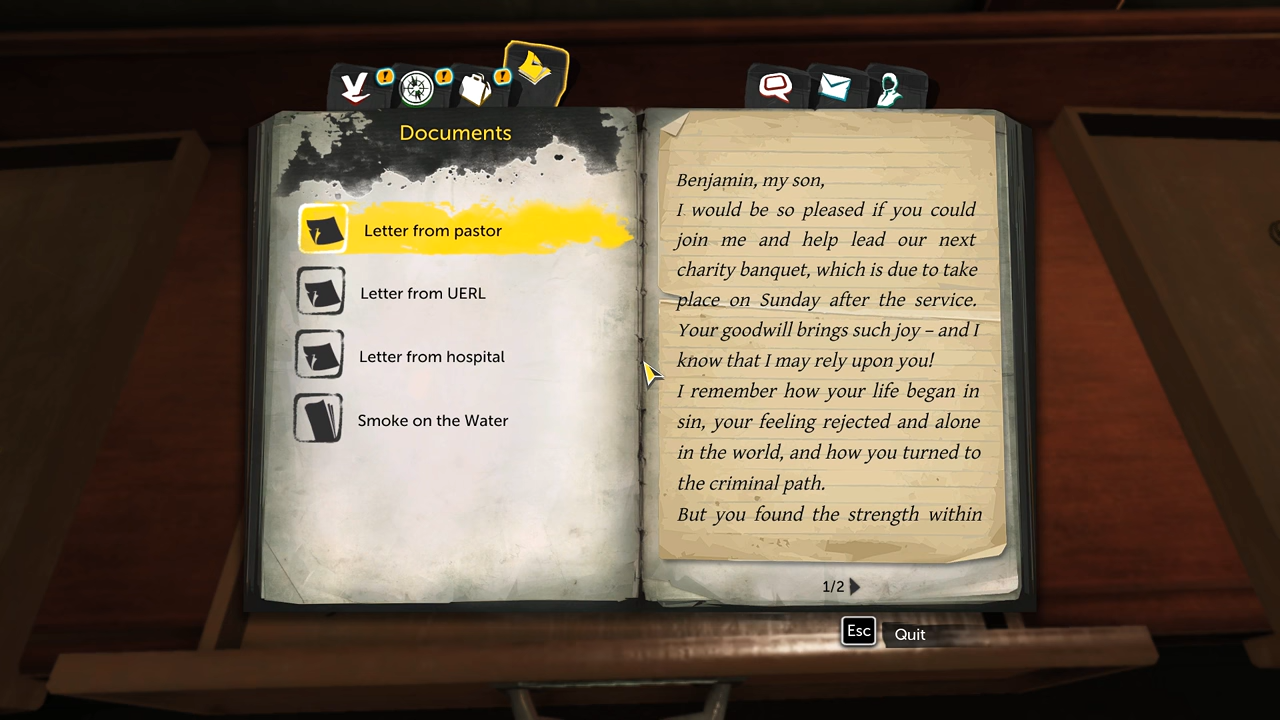 Documents
Letter from pastor
Letter from UERL
Letter from hospital
Smoke on the Water
Benjamin, my son,
I would be so pleased if you could
join me and help lead our next
charity banquet, which is due to take
place on Sunday after the service.
Your goodwill brings such joy – and I
know that I may rely upon you!
I remember how your life began in
sin, your feeling rejected and alone
in the world, and how you turned to
the criminal path.
But you found the strength within
1/2
Esc Quit